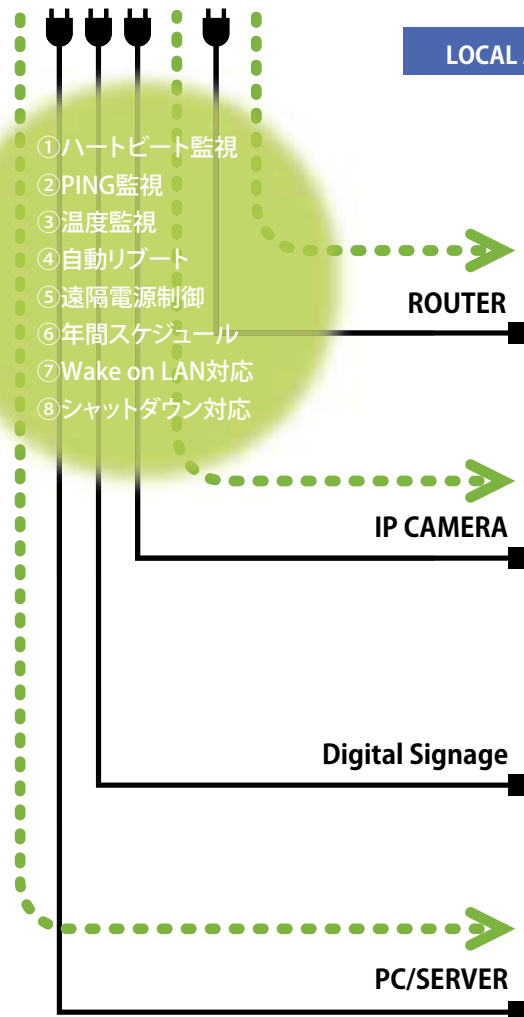 LOCAL
①ハートビート監視
②PING監視
③温度監視
④自動リブート
⑤遠隔電源制御
⑥年間スケジュール
⑦Wake on LAN対応
⑧シャットダウン対応
ROUTER
IP CAMERA
Digital Signage
PC/SERVER